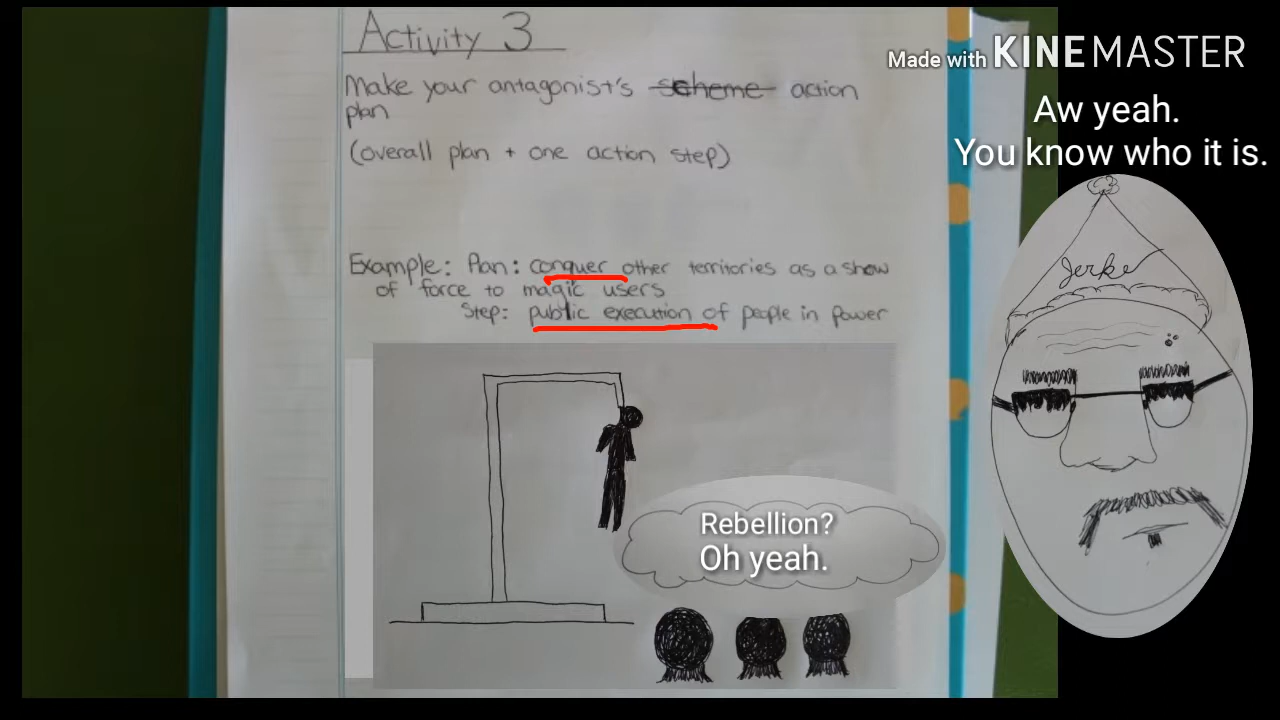 Activity 3
Make your antagonist's scheme action
plan
(overall plan + one action step)
Example: Plan: conquer other territories as a show
of force to magic users
Step: public execution of people in power
Rebellion?
Oh yeah.
Made with KINEMASTER
Aw yeah.
You know who it is.
Jerke